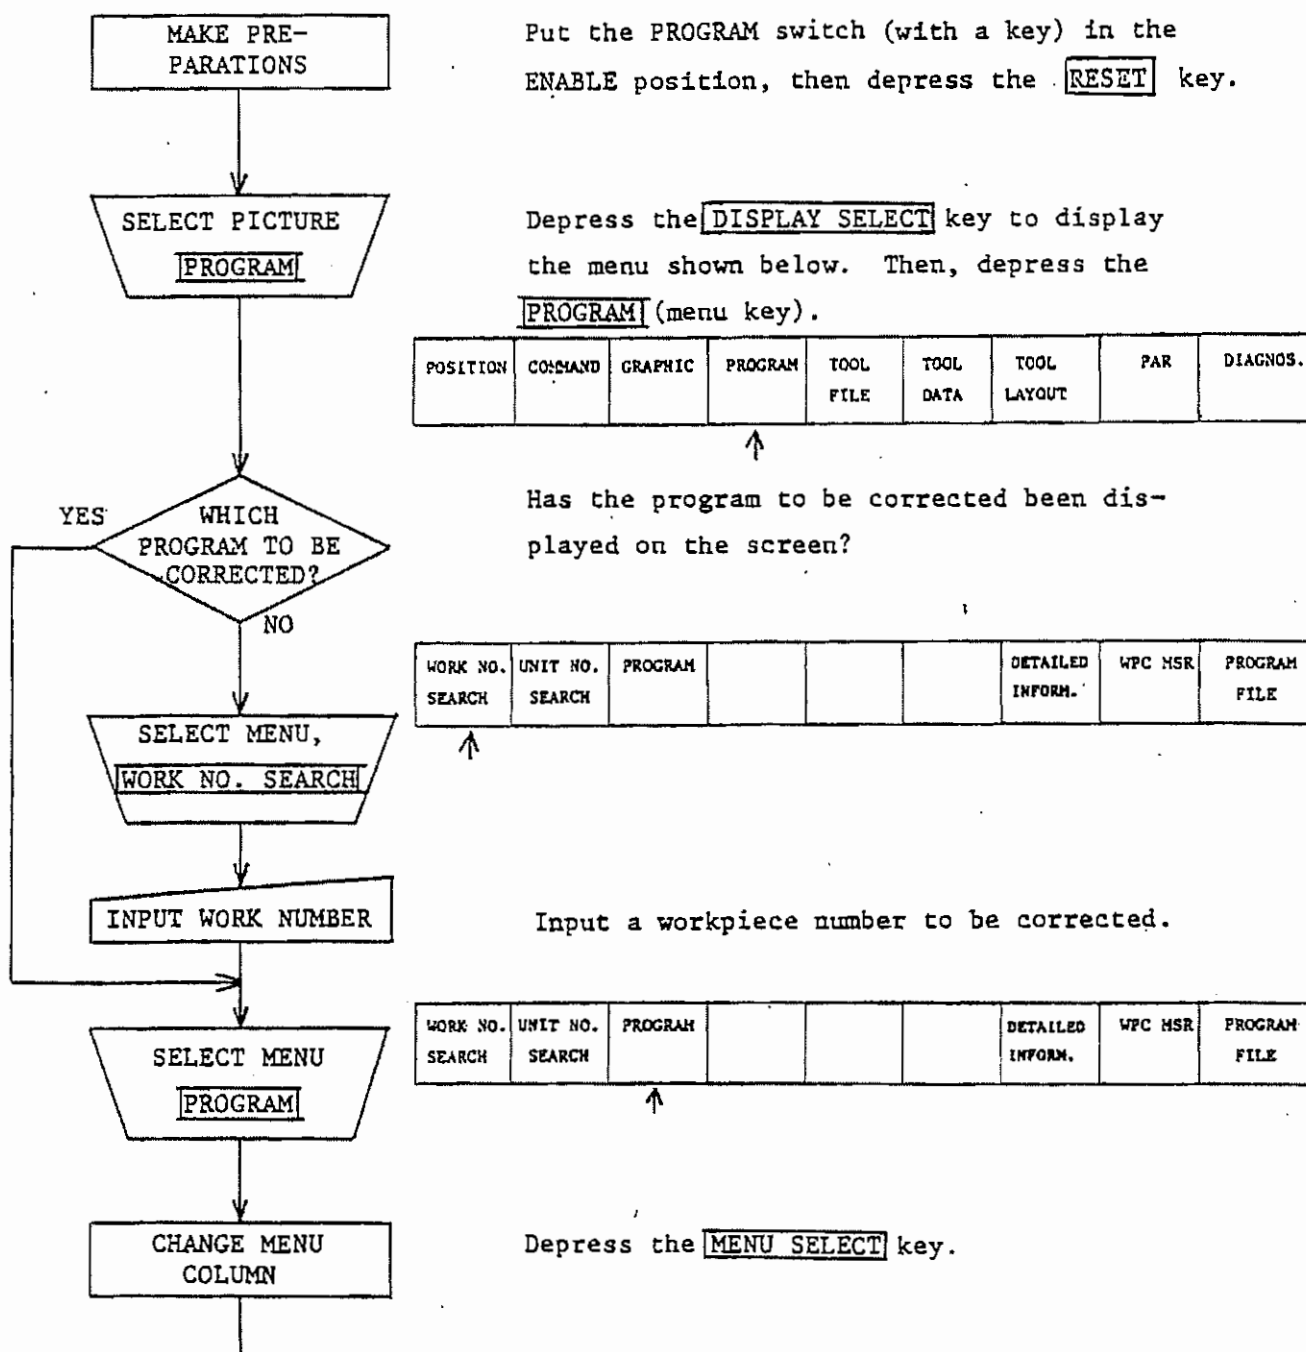 MAKE PRE-
PARATIONS
Put the PROGRAM switch (with a key) in the
ENABLE position, then depress the RESET key.
SELECT PICTURE
PROGRAM
Depress the DISPLAY SELECT key to display
the menu shown below. Then, depress the
PROGRAM (menu key).
POSITION COMMAND GRAPHIC PROGRAM TOOL TOOL TOOL PAR DIAGNOS.
FILE DATA LAYOUT
YES
WHICH
PROGRAM TO BE
CORRECTED?
NO
Has the program to be corrected been dis-
played on the screen?
WORK NO. UNIT NO. PROGRAM DETAILED WPC MSR PROGRAM
SEARCH SEARCH INFORM. FILE
SELECT MENU,
WORK NO. SEARCH
INPUT WORK NUMBER
Input a workpiece number to be corrected.
WORK NO. UNIT NO. PROGRAM DETAILED WPC MSR PROGRAM
SEARCH SEARCH INFORM. FILE
SELECT MENU
PROGRAM
CHANGE MENU
COLUMN
Depress the MENU SELECT key.